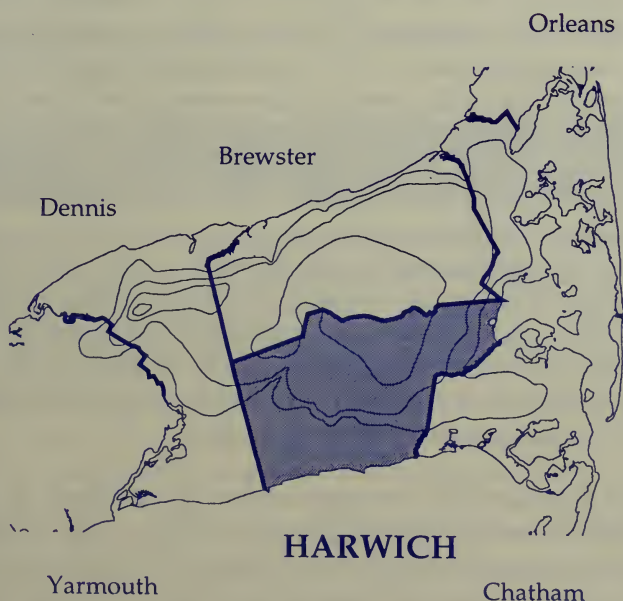 Orleans
Brewster
Dennis
HARWICH
Yarmouth
Chatham